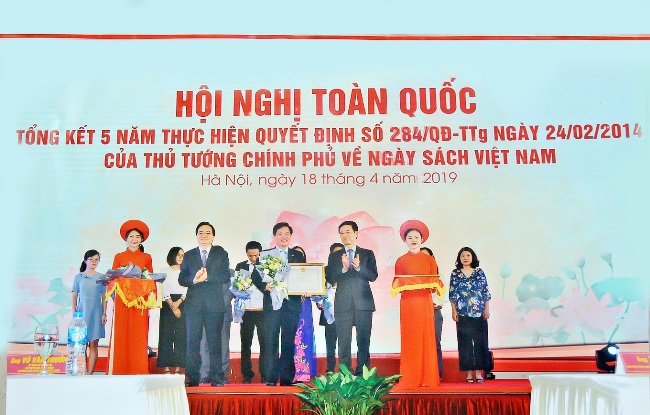 HỘI NGHỊ TOÀN QUỐC
TỔNG KẾT 5 NĂM THỰC HIỆN QUYẾT ĐỊNH SỐ 284/QĐ-TTg NGÀY 24/02/2014
CỦA THỦ TƯỚNG CHÍNH PHỦ VỀ NGÀY SÁCH VIỆT NAM
Hà Nội, ngày 18 tháng 4 năm 2019